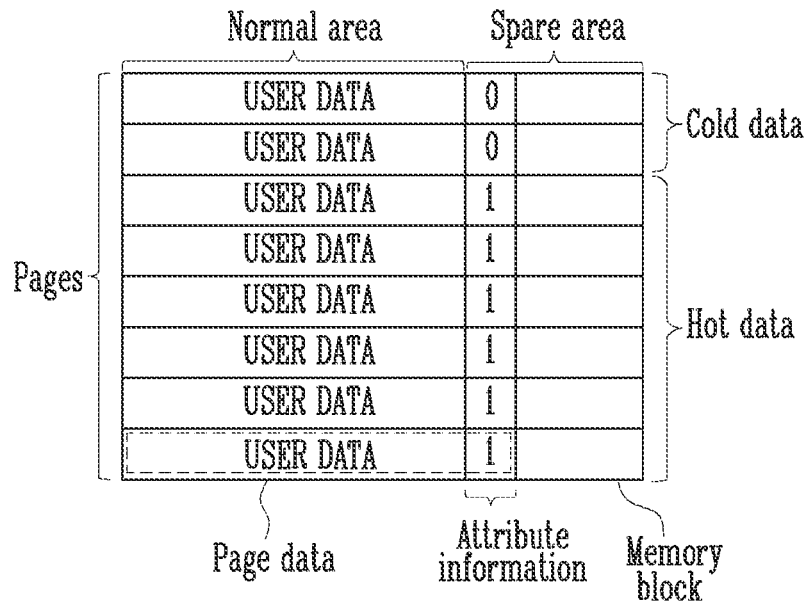 Normal area Spare area
USER DATA 0
USER DATA 0
Cold data
USER DATA 1
USER DATA 1
Pages
USER DATA 1
USER DATA 1
Hot data
USER DATA 1
USER DATA 1
Page data
Attribute
information
Memory
block